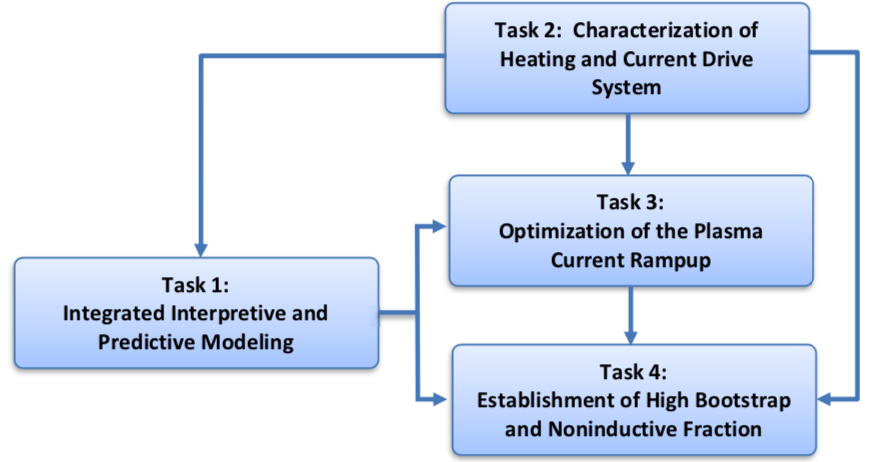 Task 2:  Characterization of
Heating and Current Drive
System
Task 3:
Optimization of the Plasma
Current Rampup
Task 1:
Integrated Interpretive and
Predictive Modeling
Task 4:
Establishment of High Bootstrap
and Noninductive Fraction